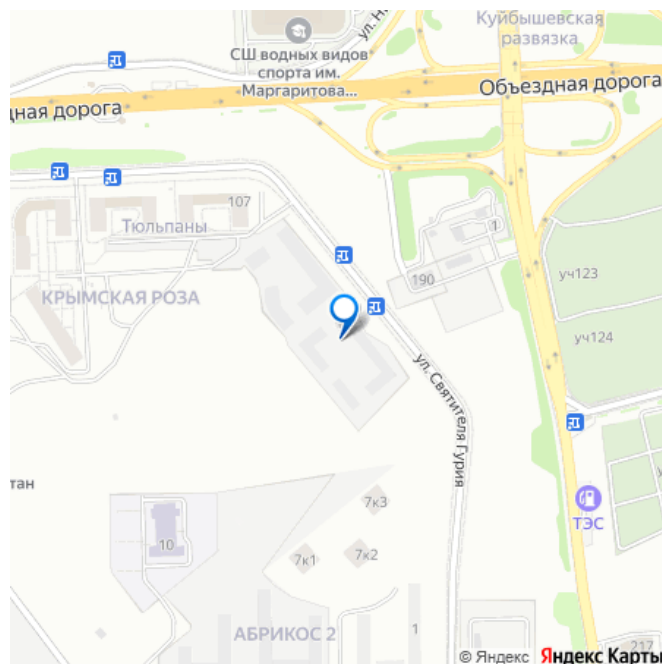 Куйбышевская
развязка
ул. Н
СШ водных видов
спорта им.
Маргаритова...
Объездная дорога
дная дорога
107
Тюльпаны
1
190
уч123
КРЫМСКАЯ РОЗА
уч124
ул. Святителя Гурия
тан
7к3
ТЭС
10
7к1
7к2
АБРИКОС 2
1
217
© Яндекс Яндекс Карты